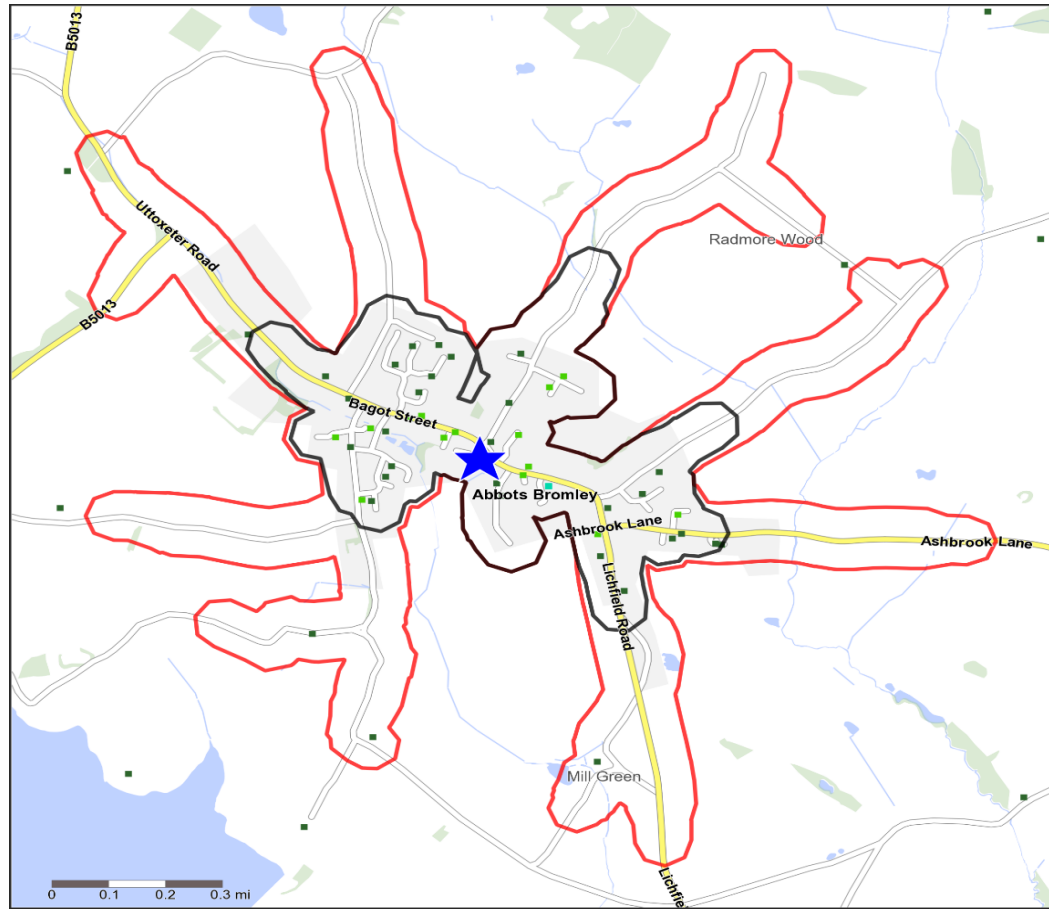 B5013
Uttoxeter Road
Radmore Wood
B5013
Bagot Street
Abbots Bromley
Ashbrook Lane
Ashbrook Lane
Lichfield Road
Mill Green
Lichfi
0 0.1 0.2 0.3 mi